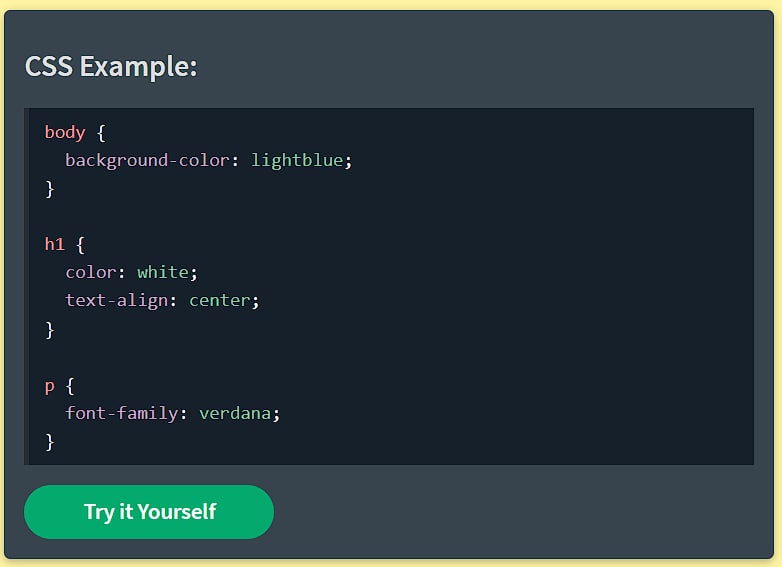 CSS Example:
body {
  background-color: lightblue;
}
h1 {
  color: white;
  text-align: center;
}
p {
  font-family: verdana;
}
Try it Yourself